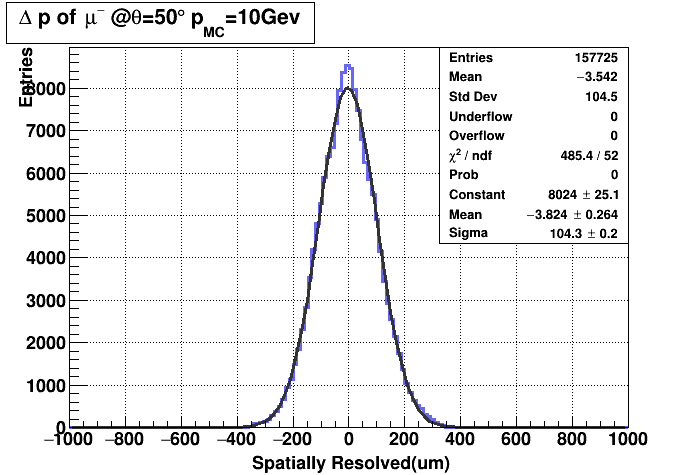 Δ p of μ⁻ @θ=50° p_MC=10Gev
Entries
Entries 157725
Mean −3.542
Std Dev 104.5
Underflow 0
Overflow 0
χ² / ndf 485.4 / 52
Prob 0
Constant 8024 ± 25.1
Mean −3.824 ± 0.264
Sigma 104.3 ± 0.2
8000
7000
6000
5000
4000
3000
2000
1000
0
−1000 −800 −600 −400 −200 0 200 400 600 800 1000
Spatially Resolved(um)